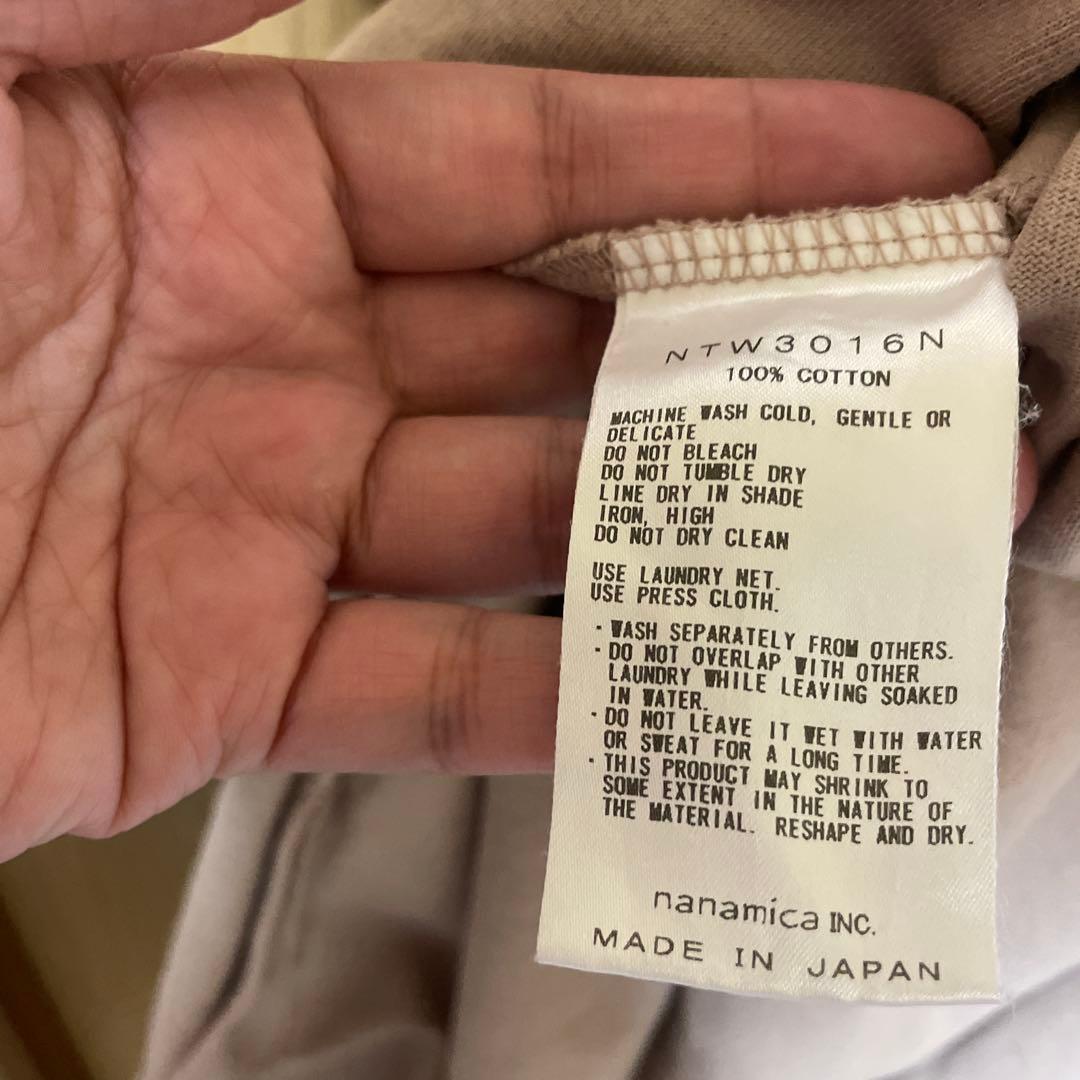 NTW3016N
100% COTTON
MACHINE WASH COLD, GENTLE OR
DELICATE
DO NOT BLEACH
DO NOT TUMBLE DRY
LINE DRY IN SHADE
IRON, HIGH
DO NOT DRY CLEAN
USE LAUNDRY NET.
USE PRESS CLOTH.
・WASH SEPARATELY FROM OTHERS.
・DO NOT OVERLAP WITH OTHER
LAUNDRY WHILE LEAVING SOAKED
IN WATER.
・DO NOT LEAVE IT WET WITH WATER
OR SWEAT FOR A LONG TIME.
・THIS PRODUCT MAY SHRINK TO
SOME EXTENT IN THE NATURE OF
THE MATERIAL. RESHAPE AND DRY.
nanamica INC.
MADE IN JAPAN